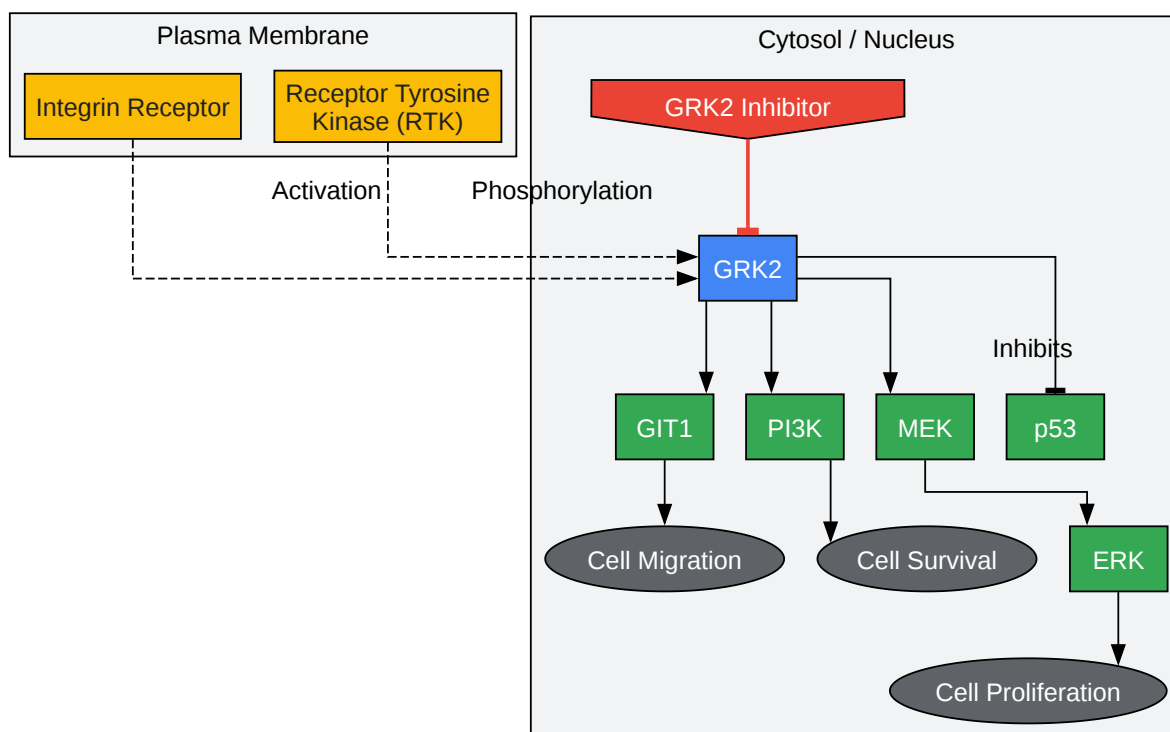 Plasma Membrane
Cytosol / Nucleus
Integrin Receptor
Receptor Tyrosine
Kinase (RTK)
GRK2 Inhibitor
Activation
Phosphorylation
GRK2
Inhibits
GIT1
PI3K
MEK
p53
Cell Migration
Cell Survival
ERK
Cell Proliferation